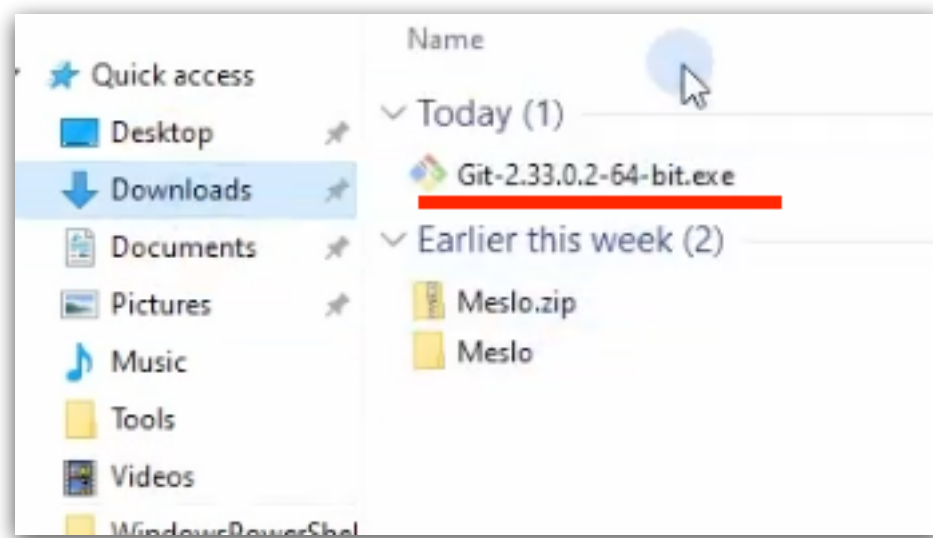 Quick access
Desktop
Downloads
Documents
Pictures
Music
Tools
Videos
WindowsPowerShel
Name
Today (1)
Git-2.33.0.2-64-bit.exe
Earlier this week (2)
Meslo.zip
Meslo